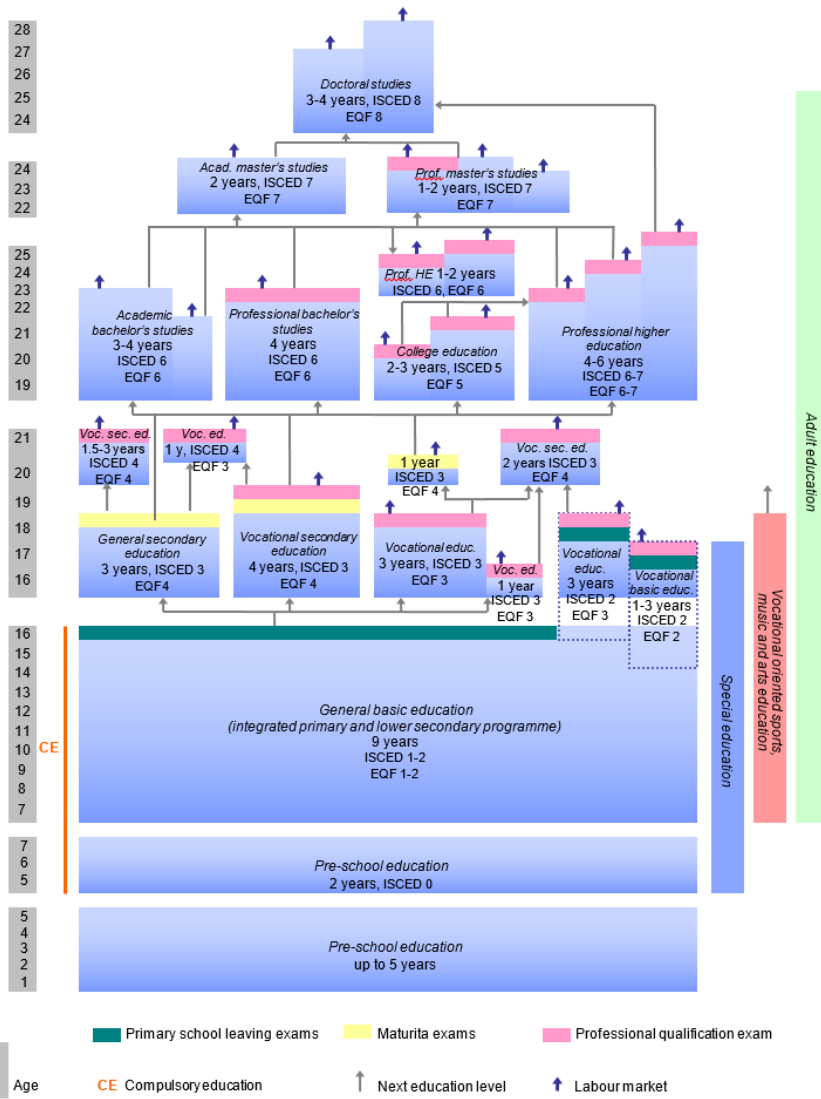 28
27
26
25
24
Doctoral studies
3-4 years, ISCED 8
EQF 8
24
23
22
Acad. master's studies
2 years, ISCED 7
EQF 7
Prof. master's studies
1-2 years, ISCED 7
EQF 7
25
24
23
22
21
20
19
Academic
bachelor's studies
3-4 years
ISCED 6
EQF 6
Professional bachelor's
studies
4 years
ISCED 6
EQF 6
Prof. HE 1-2 years
ISCED 6, EQF 6
College education
2-3 years, ISCED 5
EQF 5
Professional higher
education
4-6 years
ISCED 6-7
EQF 6-7
21
20
19
18
17
16
Voc. sec. ed.
1.5-3 years
ISCED 4
EQF 4
Voc. ed.
1 y, ISCED 4
EQF 3
1 year
ISCED 3
EQF 4
Voc. sec. ed.
2 years ISCED 3
EQF 4
General secondary
education
3 years, ISCED 3
EQF4
Vocational secondary
education
4 years, ISCED 3
EQF 4
Vocational educ.
3 years, ISCED 3
EQF 3
Voc. ed.
1 year
ISCED 3
EQF 3
Vocational
educ.
3 years
ISCED 2
EQF 3
Vocational
basic educ.
1-3 years
ISCED 2
EQF 2
16
15
14
13
12
11
10
9
8
7
CE
General basic education
(integrated primary and lower secondary programme)
9 years
ISCED 1-2
EQF 1-2
7
6
5
Pre-school education
2 years, ISCED 0
5
4
3
2
1
Pre-school education
up to 5 years
Special education
Vocational oriented sports,
music and arts education
Adult education
Primary school leaving exams
Maturita exams
Professional qualification exam
Age
CE Compulsory education
Next education level
Labour market